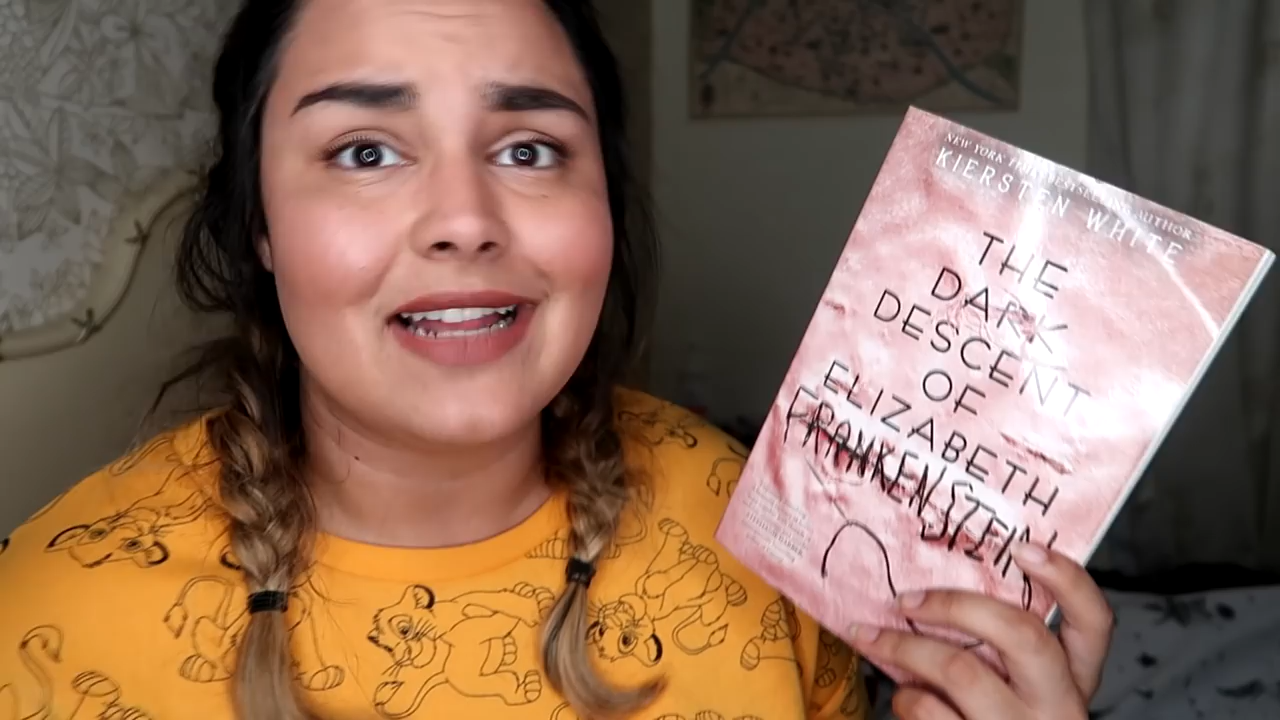 NEW YORK TIMES BESTSELLING AUTHOR
KIERSTEN WHITE
THE
DARK
DESCENT
OF
ELIZABETH
FRANKENSTEIN